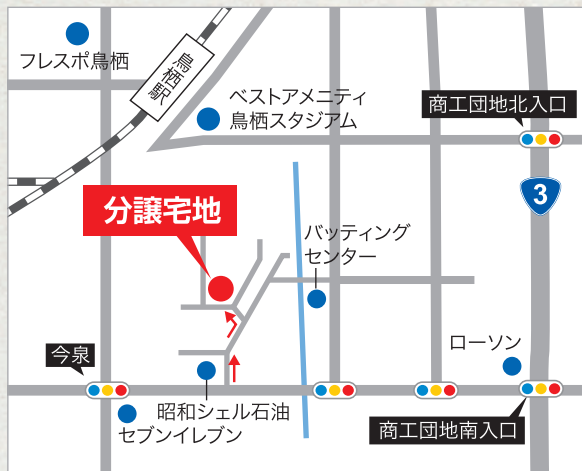 フレスポ鳥栖
鳥栖駅
ベストアメニティ
鳥栖スタジアム
商工団地北入口
3
分譲宅地
バッティング
センター
今泉
ローソン
昭和シェル石油
セブンイレブン
商工団地南入口